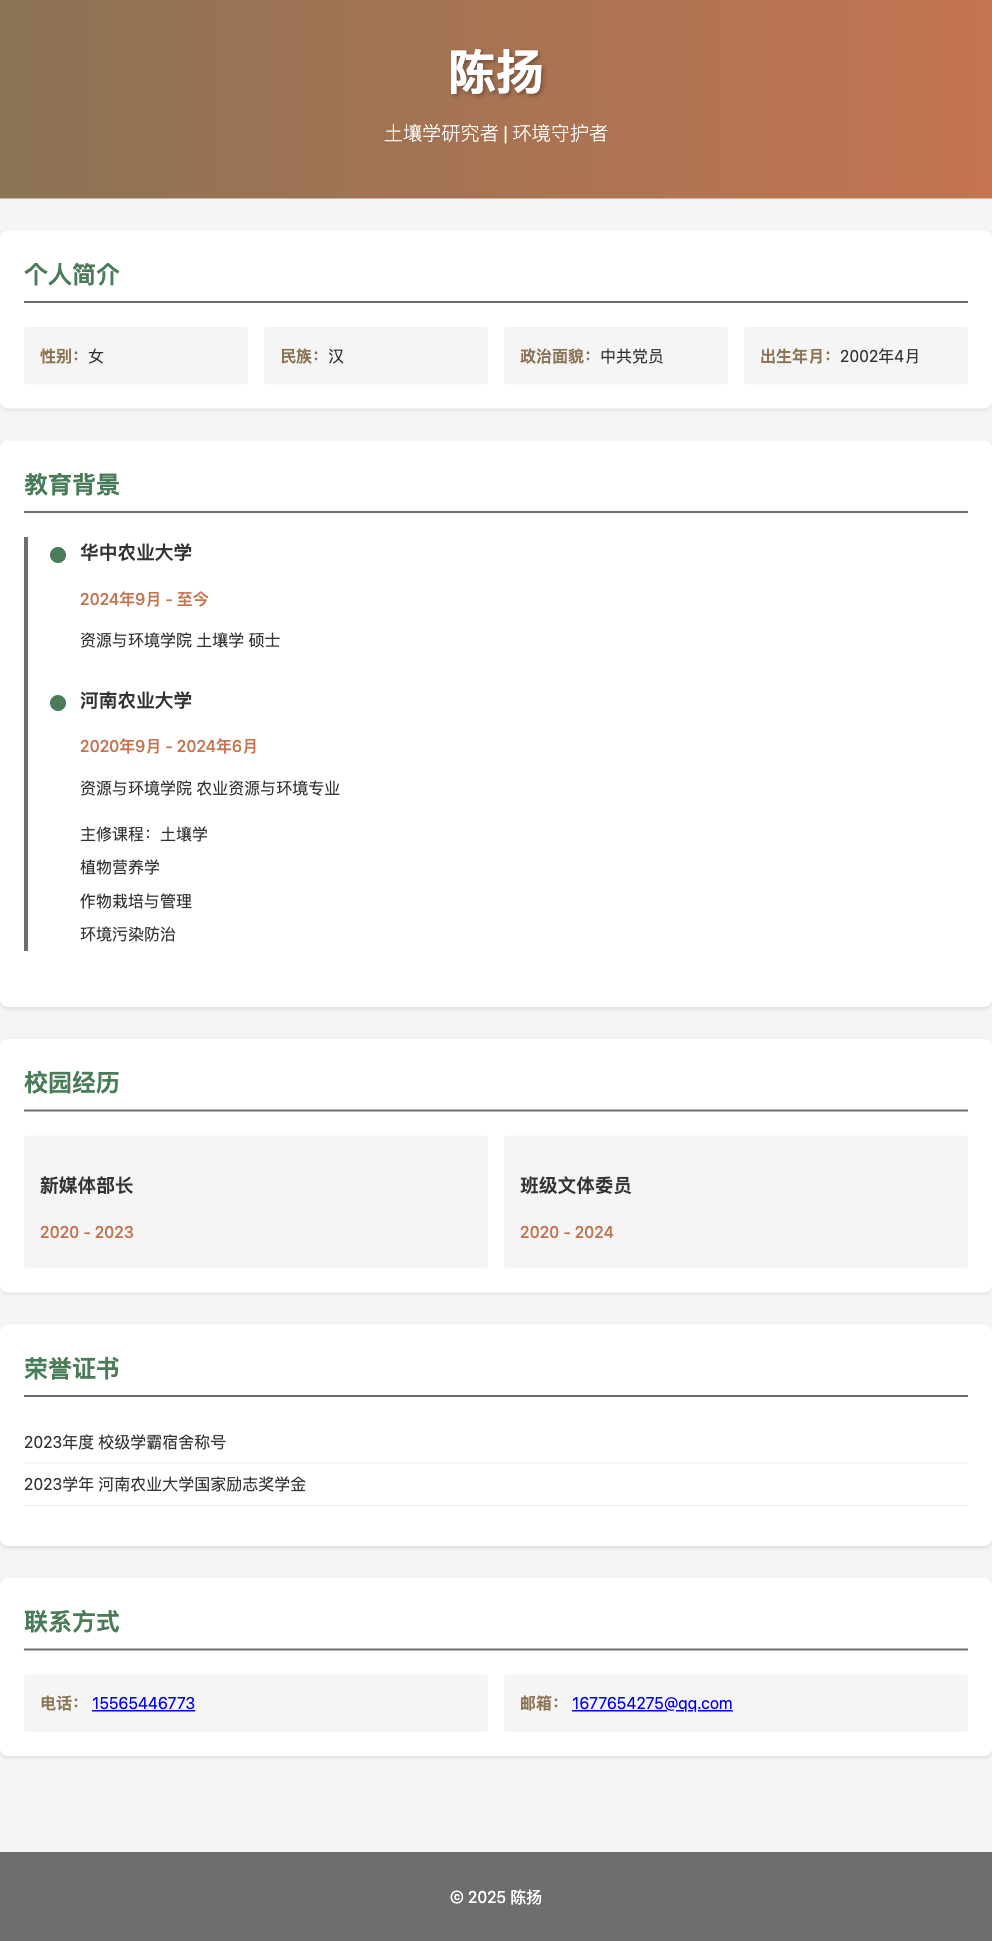 陈扬
土壤学研究者 | 环境守护者
个人简介
性别：女
民族：汉
政治面貌：中共党员
出生年月：2002年4月
教育背景
华中农业大学
2024年9月 - 至今
资源与环境学院 土壤学 硕士
河南农业大学
2020年9月 - 2024年6月
资源与环境学院 农业资源与环境专业
主修课程：土壤学
植物营养学
作物栽培与管理
环境污染防治
校园经历
新媒体部长
2020 - 2023
班级文体委员
2020 - 2024
荣誉证书
2023年度 校级学霸宿舍称号
2023学年 河南农业大学国家励志奖学金
联系方式
电话： 15565446773
邮箱： 1677654275@qq.com
© 2025 陈扬